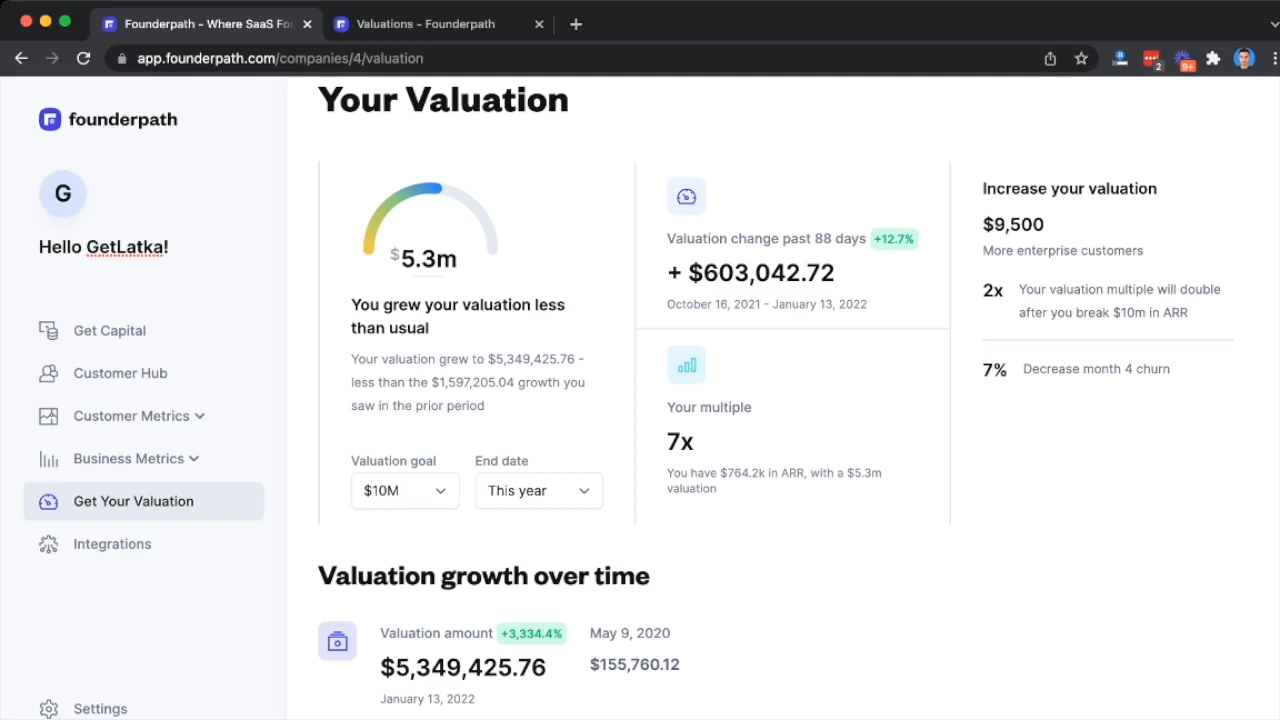 Founderpath - Where SaaS Fou
Valuations - Founderpath
app.founderpath.com/companies/4/valuation
2
9+
founderpath
G
Hello GetLatka!
Get Capital
Customer Hub
Customer Metrics
Business Metrics
Get Your Valuation
Integrations
Settings
Your Valuation
$5.3m
You grew your valuation less
than usual
Your valuation grew to $5,349,425.76 -
less than the $1,597,205.04 growth you
saw in the prior period
Valuation goal
End date
$10M
This year
Valuation change past 88 days +12.7%
+ $603,042.72
October 16, 2021 - January 13, 2022
Your multiple
7x
You have $764.2k in ARR, with a $5.3m
valuation
Increase your valuation
$9,500
More enterprise customers
2x Your valuation multiple will double
after you break $10m in ARR
7% Decrease month 4 churn
Valuation growth over time
Valuation amount +3,334.4%
$5,349,425.76
January 13, 2022
May 9, 2020
$155,760.12